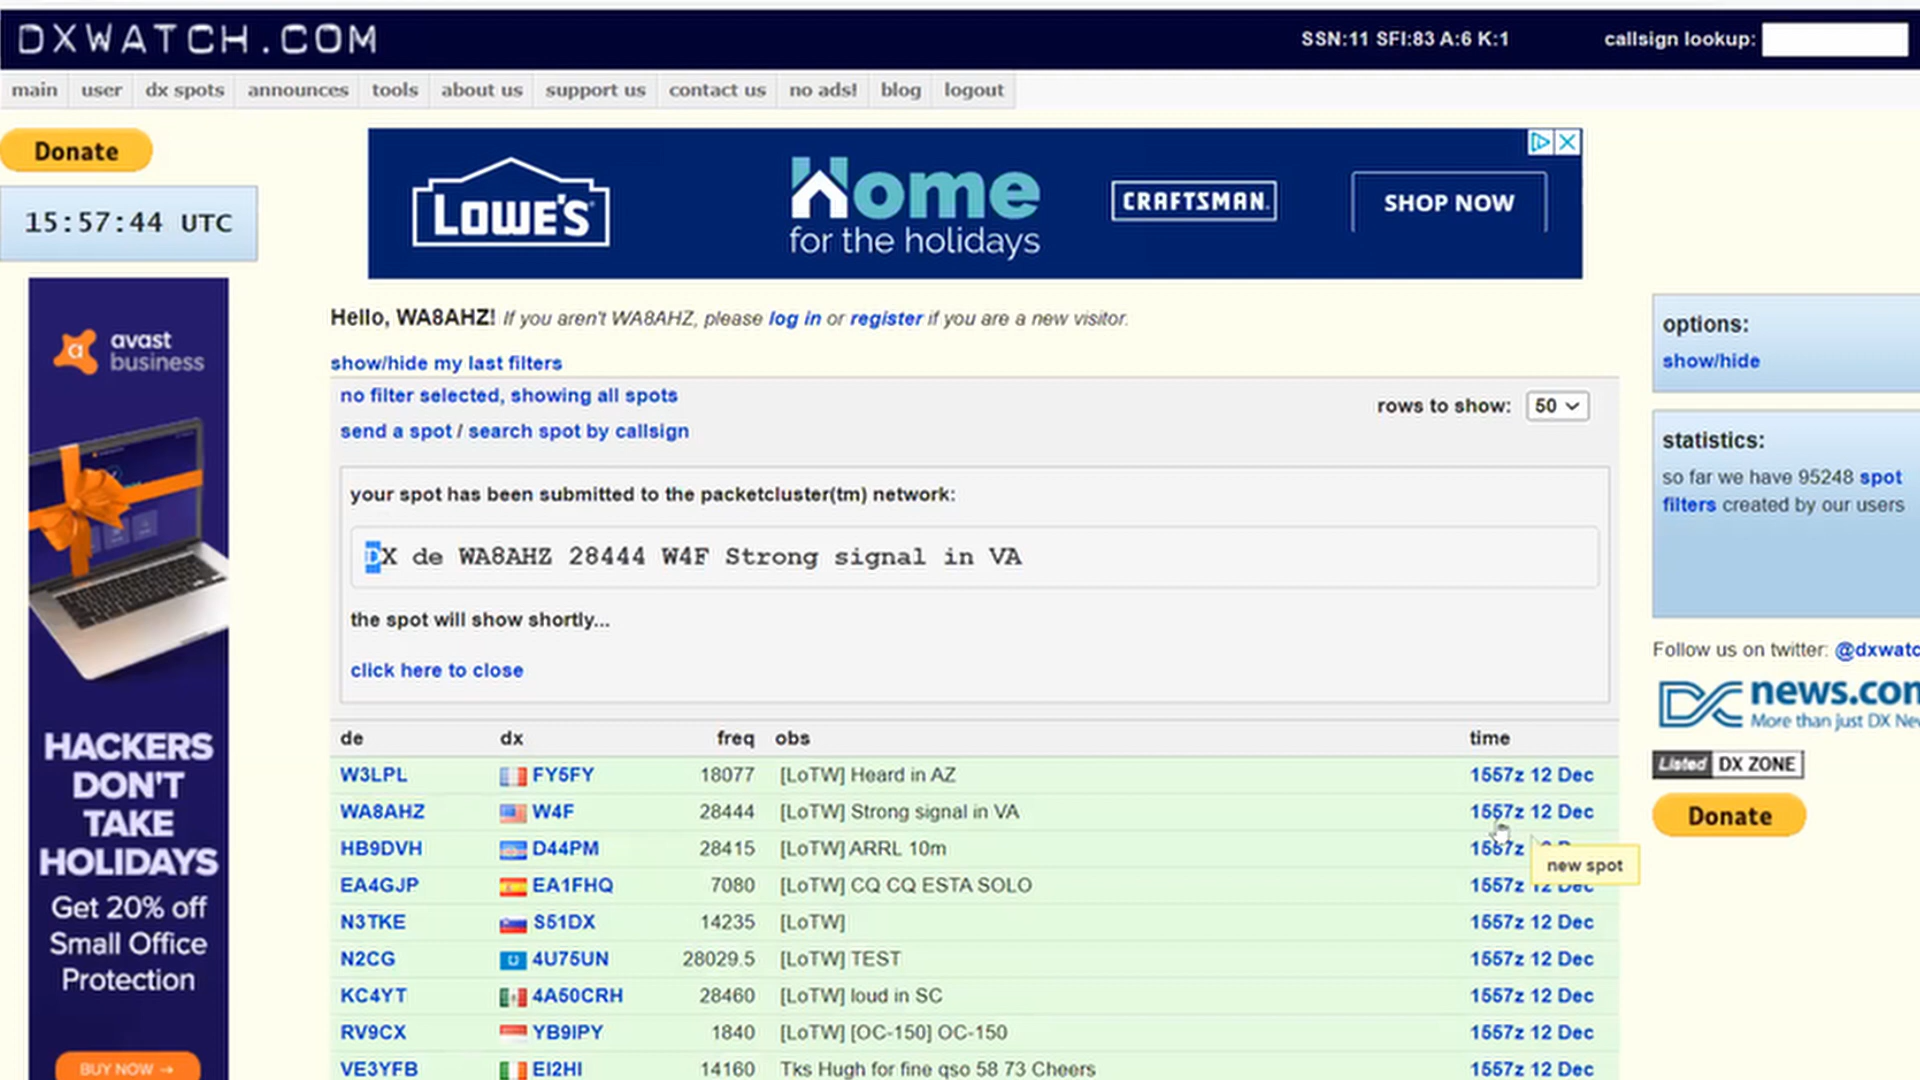 DXWATCH.COM
SSN:11 SFI:83 A:6 K:1
callsign lookup:
main user dx spots announces tools about us support us contact us no ads! blog logout
Donate
15:57:44 UTC
LOWE'S
Home
for the holidays
CRAFTSMAN.
SHOP NOW
avast
business
HACKERS
DON'T
TAKE
HOLIDAYS
Get 20% off
Small Office
Protection
BUY NOW →
Hello, WA8AHZ! If you aren't WA8AHZ, please log in or register if you are a new visitor.
show/hide my last filters
no filter selected, showing all spots
rows to show: 50
send a spot / search spot by callsign
your spot has been submitted to the packetcluster(tm) network:
DX de WA8AHZ 28444 W4F Strong signal in VA
the spot will show shortly...
click here to close
de dx freq obs time
W3LPL FY5FY 18077 [LoTW] Heard in AZ 1557z 12 Dec
WA8AHZ W4F 28444 [LoTW] Strong signal in VA 1557z 12 Dec
HB9DVH D44PM 28415 [LoTW] ARRL 10m 1557z
new spot
EA4GJP EA1FHQ 7080 [LoTW] CQ CQ ESTA SOLO 1557z 12 Dec
N3TKE S51DX 14235 [LoTW] 1557z 12 Dec
N2CG 4U75UN 28029.5 [LoTW] TEST 1557z 12 Dec
KC4YT 4A50CRH 28460 [LoTW] loud in SC 1557z 12 Dec
RV9CX YB9IPY 1840 [LoTW] [OC-150] OC-150 1557z 12 Dec
VE3YFB EI2HI 14160 Tks Hugh for fine qso 58 73 Cheers 1557z 12 Dec
options:
show/hide
statistics:
so far we have 95248 spot
filters created by our users
Follow us on twitter: @dxwatc
DX news.com
More than just DX Ne
Listed DX ZONE
Donate